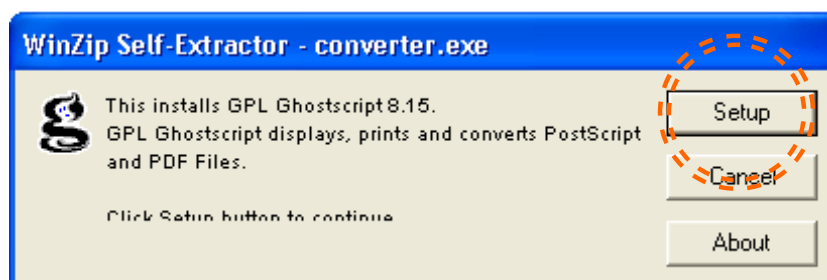 WinZip Self-Extractor - converter.exe
This installs GPL Ghostscript 8.15.
GPL Ghostscript displays, prints and converts PostScript
and PDF Files.
Click Setup button to continue
Setup
Cancel
About